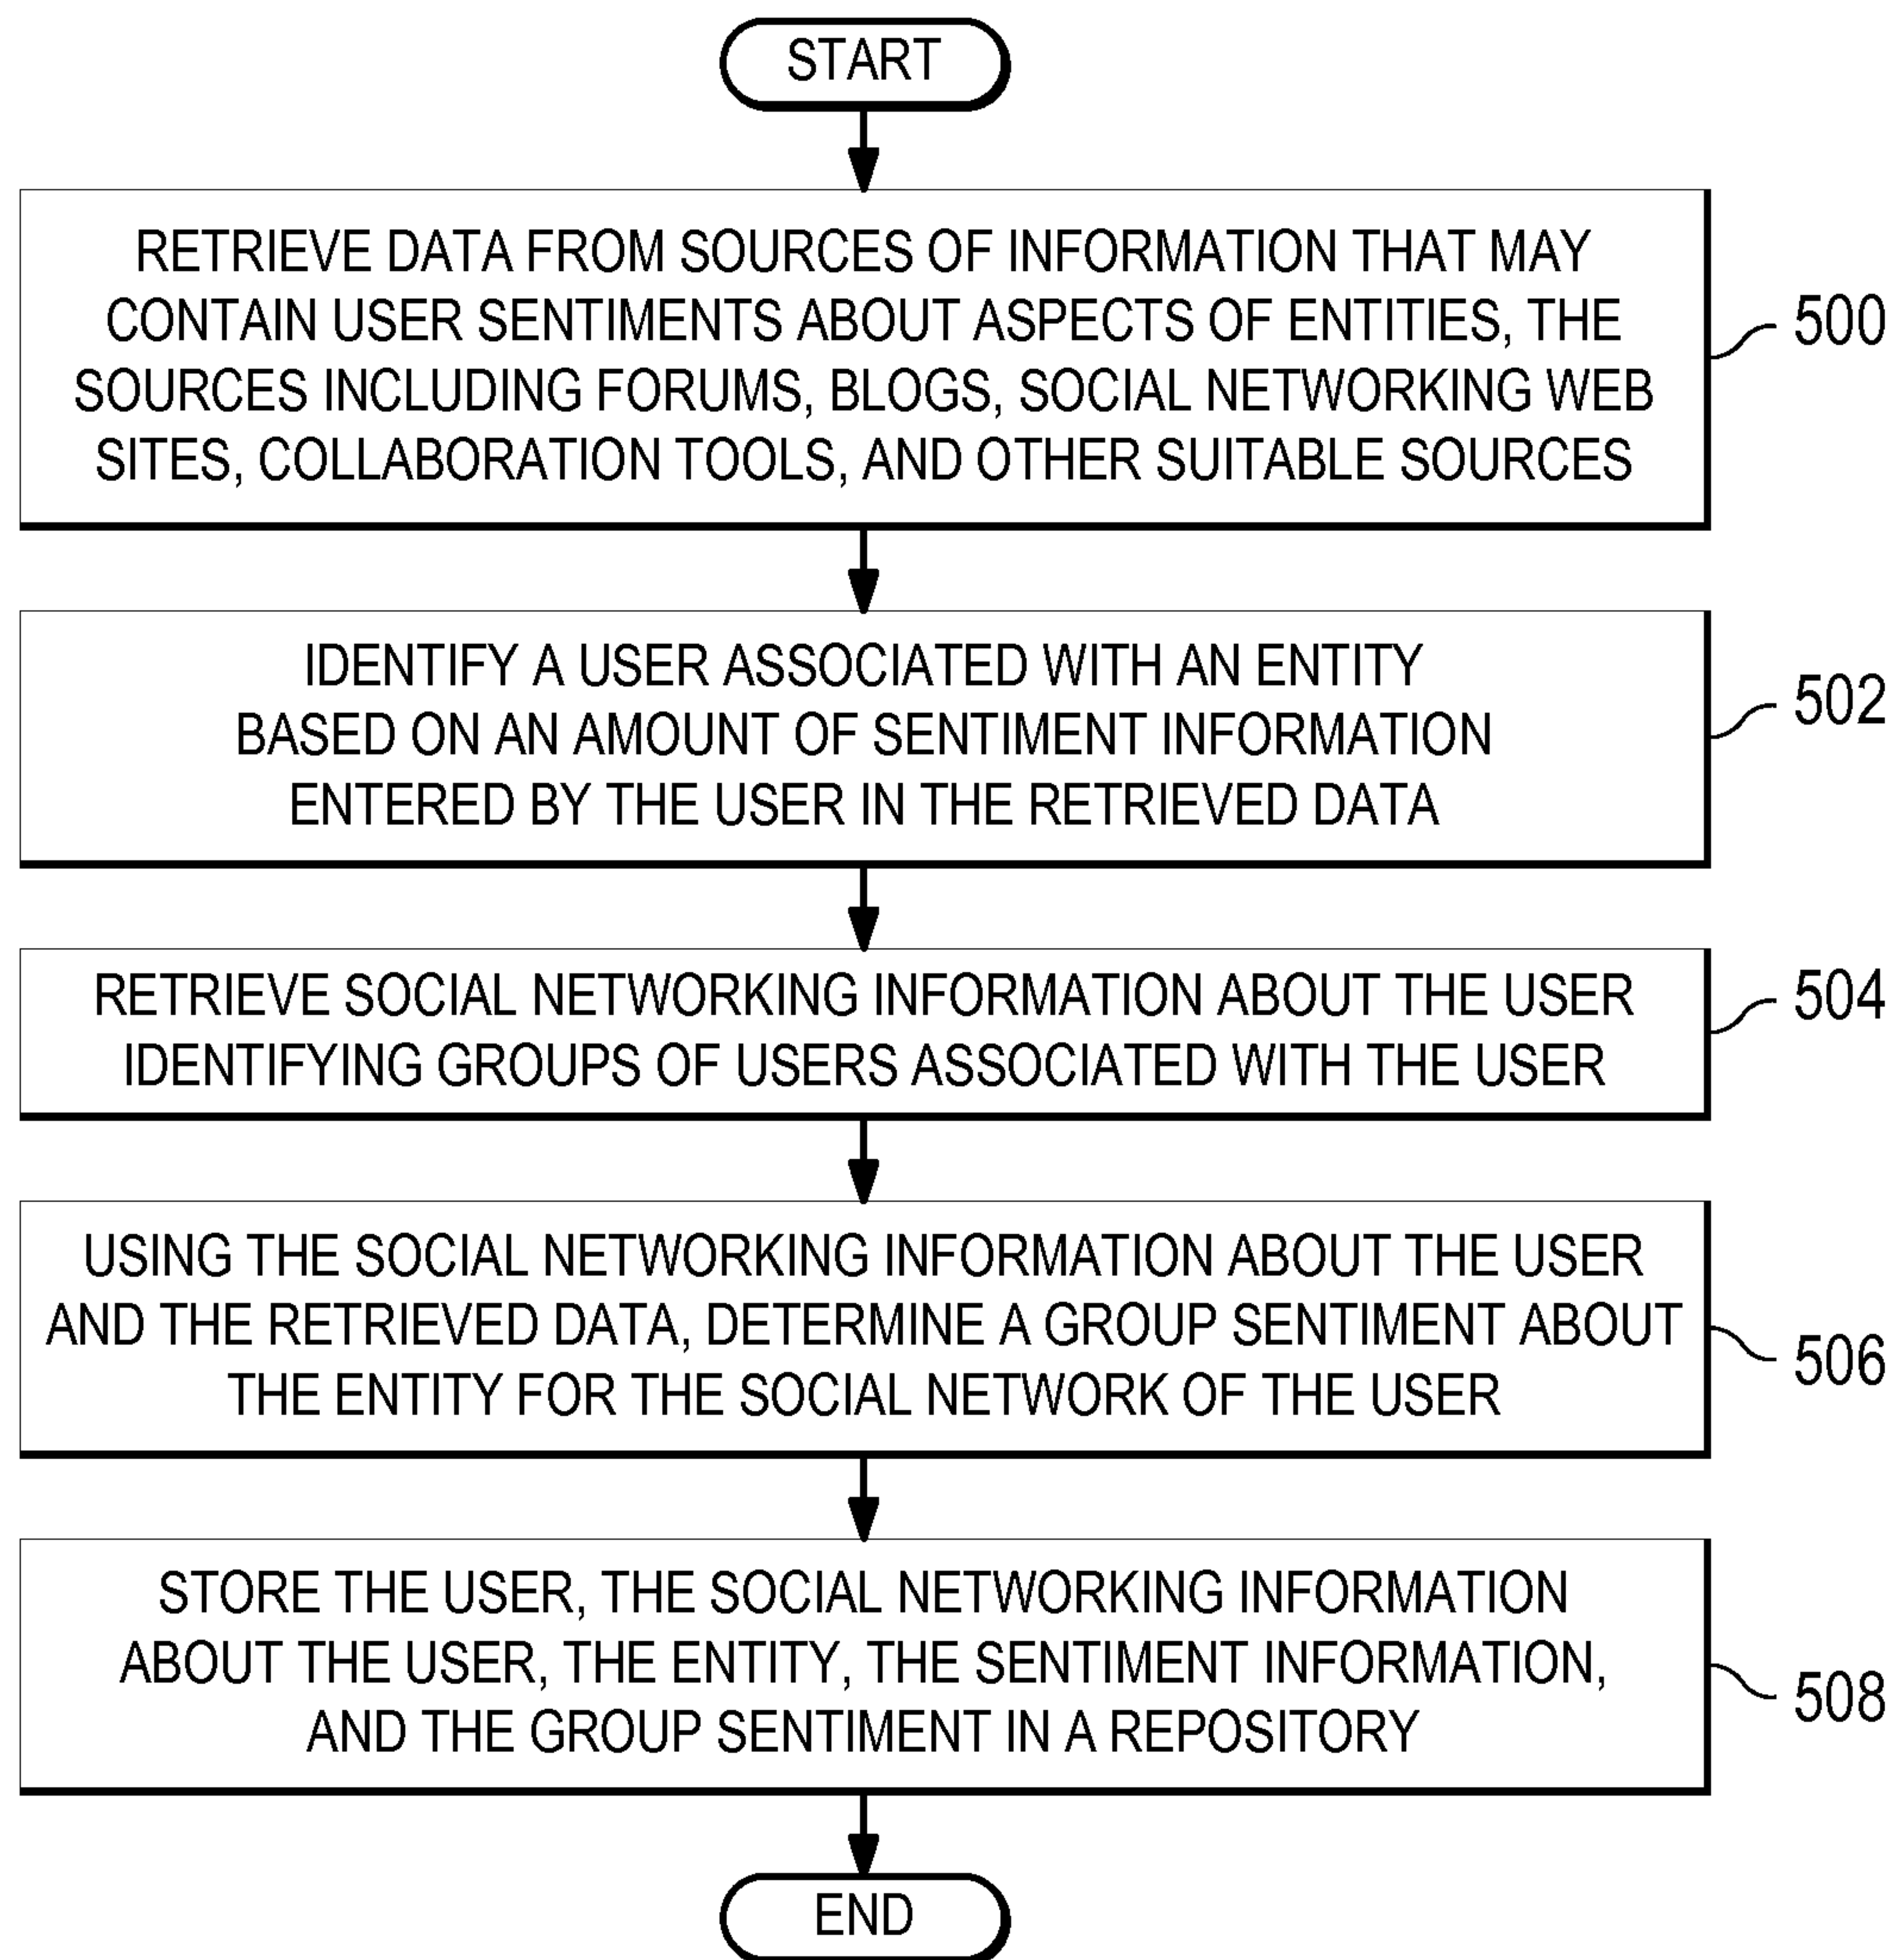 START
RETRIEVE DATA FROM SOURCES OF INFORMATION THAT MAY
CONTAIN USER SENTIMENTS ABOUT ASPECTS OF ENTITIES, THE
SOURCES INCLUDING FORUMS, BLOGS, SOCIAL NETWORKING WEB
SITES, COLLABORATION TOOLS, AND OTHER SUITABLE SOURCES
500
IDENTIFY A USER ASSOCIATED WITH AN ENTITY
BASED ON AN AMOUNT OF SENTIMENT INFORMATION
ENTERED BY THE USER IN THE RETRIEVED DATA
502
RETRIEVE SOCIAL NETWORKING INFORMATION ABOUT THE USER
IDENTIFYING GROUPS OF USERS ASSOCIATED WITH THE USER
504
USING THE SOCIAL NETWORKING INFORMATION ABOUT THE USER
AND THE RETRIEVED DATA, DETERMINE A GROUP SENTIMENT ABOUT
THE ENTITY FOR THE SOCIAL NETWORK OF THE USER
506
STORE THE USER, THE SOCIAL NETWORKING INFORMATION
ABOUT THE USER, THE ENTITY, THE SENTIMENT INFORMATION,
AND THE GROUP SENTIMENT IN A REPOSITORY
508
END